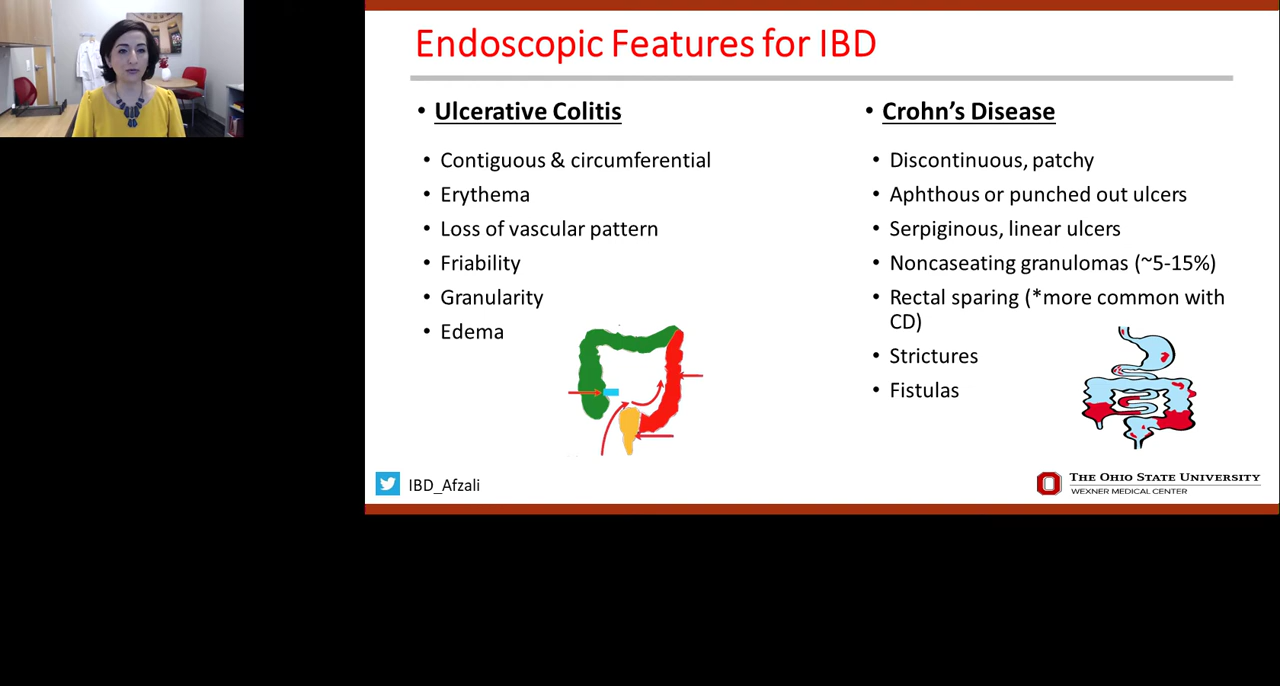 Endoscopic Features for IBD
• Ulcerative Colitis
• Contiguous & circumferential
• Erythema
• Loss of vascular pattern
• Friability
• Granularity
• Edema
• Crohn's Disease
• Discontinuous, patchy
• Aphthous or punched out ulcers
• Serpiginous, linear ulcers
• Noncaseating granulomas (~5-15%)
• Rectal sparing (*more common with
CD)
• Strictures
• Fistulas
IBD_Afzali
THE OHIO STATE UNIVERSITY
WEXNER MEDICAL CENTER